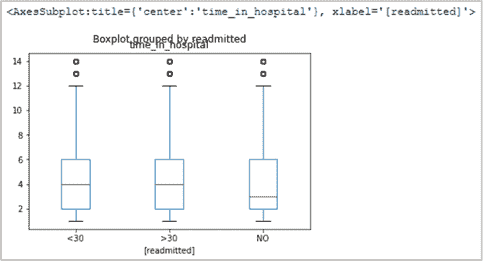 <AxesSubplot:title={'center':'time_in_hospital'}, xlabel='[readmitted]'>
Boxplot grouped by readmitted
time_in_hospital
14
12
10
8
6
4
2
<30
>30
NO
[readmitted]